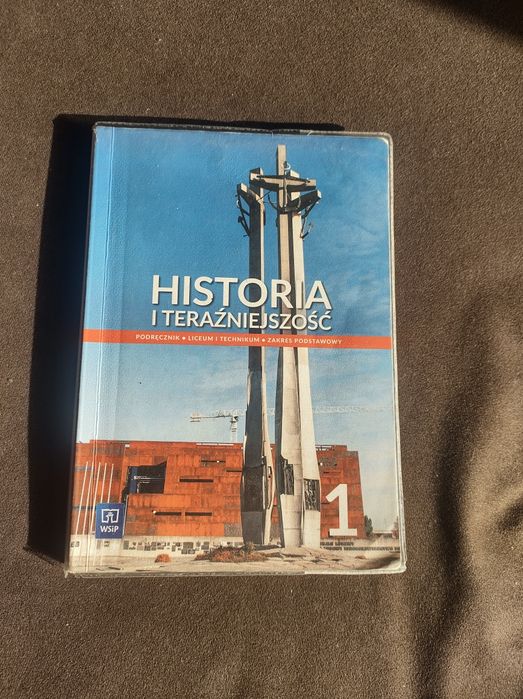 HISTORIA
I TERAŹNIEJSZOŚĆ
PODRĘCZNIK • LICEUM I TECHNIKUM • ZAKRES PODSTAWOWY
1
WSiP